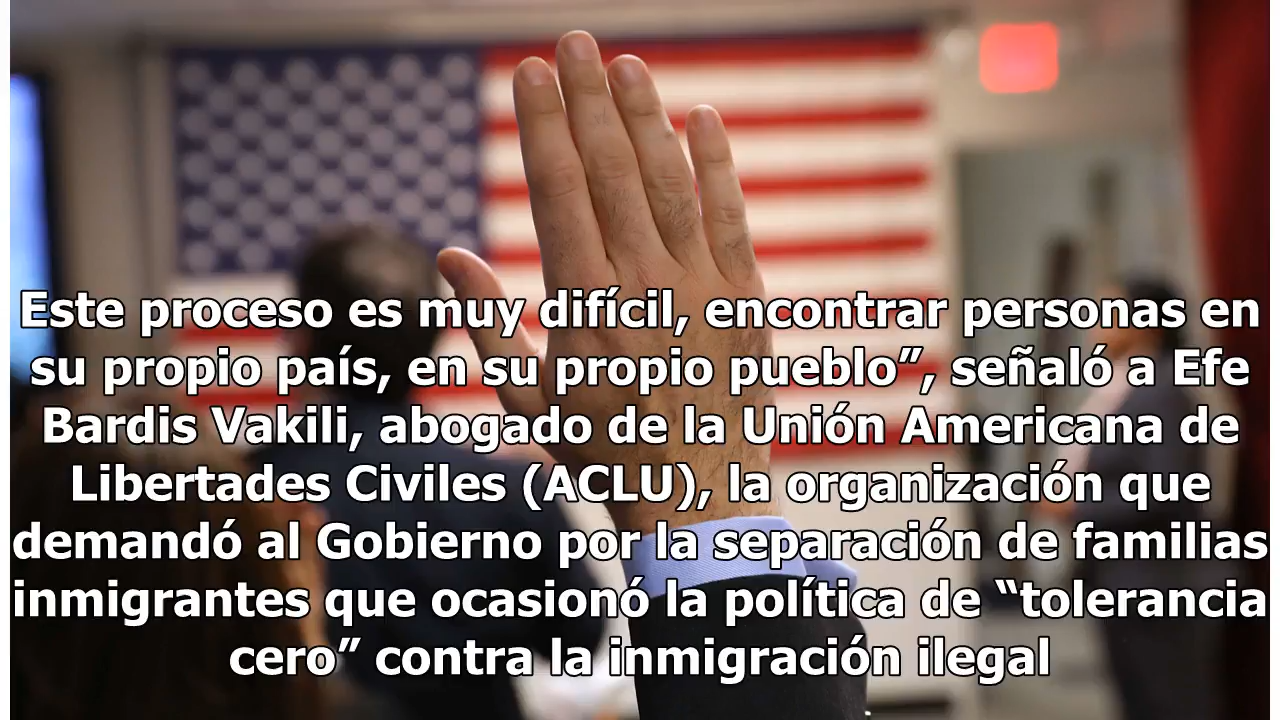 Este proceso es muy difícil, encontrar personas en
su propio país, en su propio pueblo”, señaló a Efe
Bardis Vakili, abogado de la Unión Americana de
Libertades Civiles (ACLU), la organización que
demandó al Gobierno por la separación de familias
inmigrantes que ocasionó la política de “tolerancia
cero” contra la inmigración ilegal